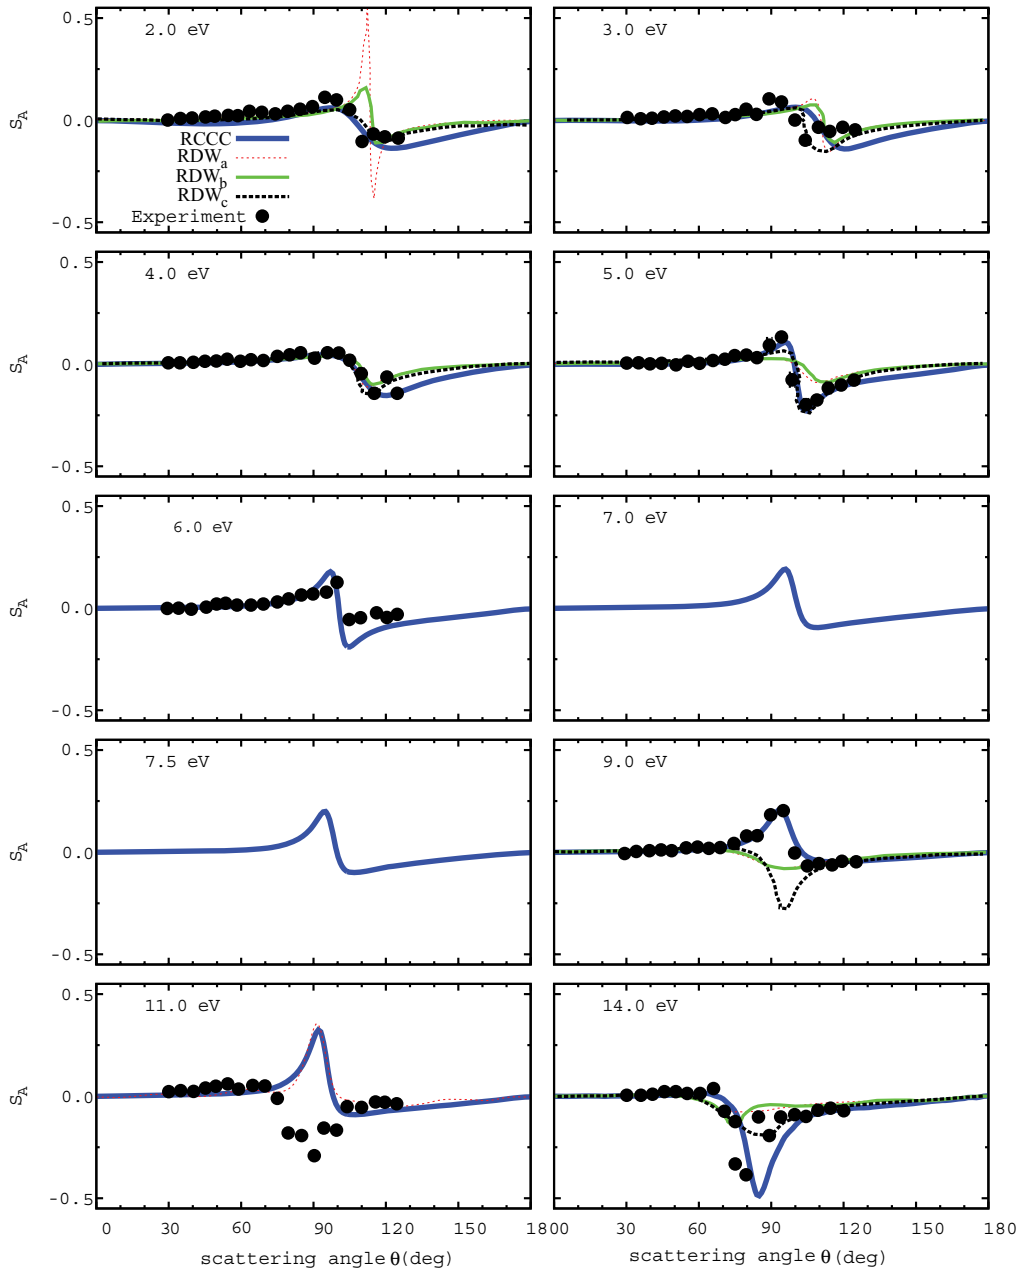 2.0 eV
3.0 eV
0.5
0.0
-0.5
S_A
RCCC
RDW_a
RDW_b
RDW_c
Experiment
4.0 eV
5.0 eV
0.5
0.0
-0.5
S_A
6.0 eV
7.0 eV
0.5
0.0
-0.5
S_A
7.5 eV
9.0 eV
0.5
0.0
-0.5
S_A
11.0 eV
14.0 eV
0.5
0.0
-0.5
S_A
0 30 60 90 120 150 180
0 30 60 90 120 150 180
scattering angle θ(deg)
scattering angle θ(deg)